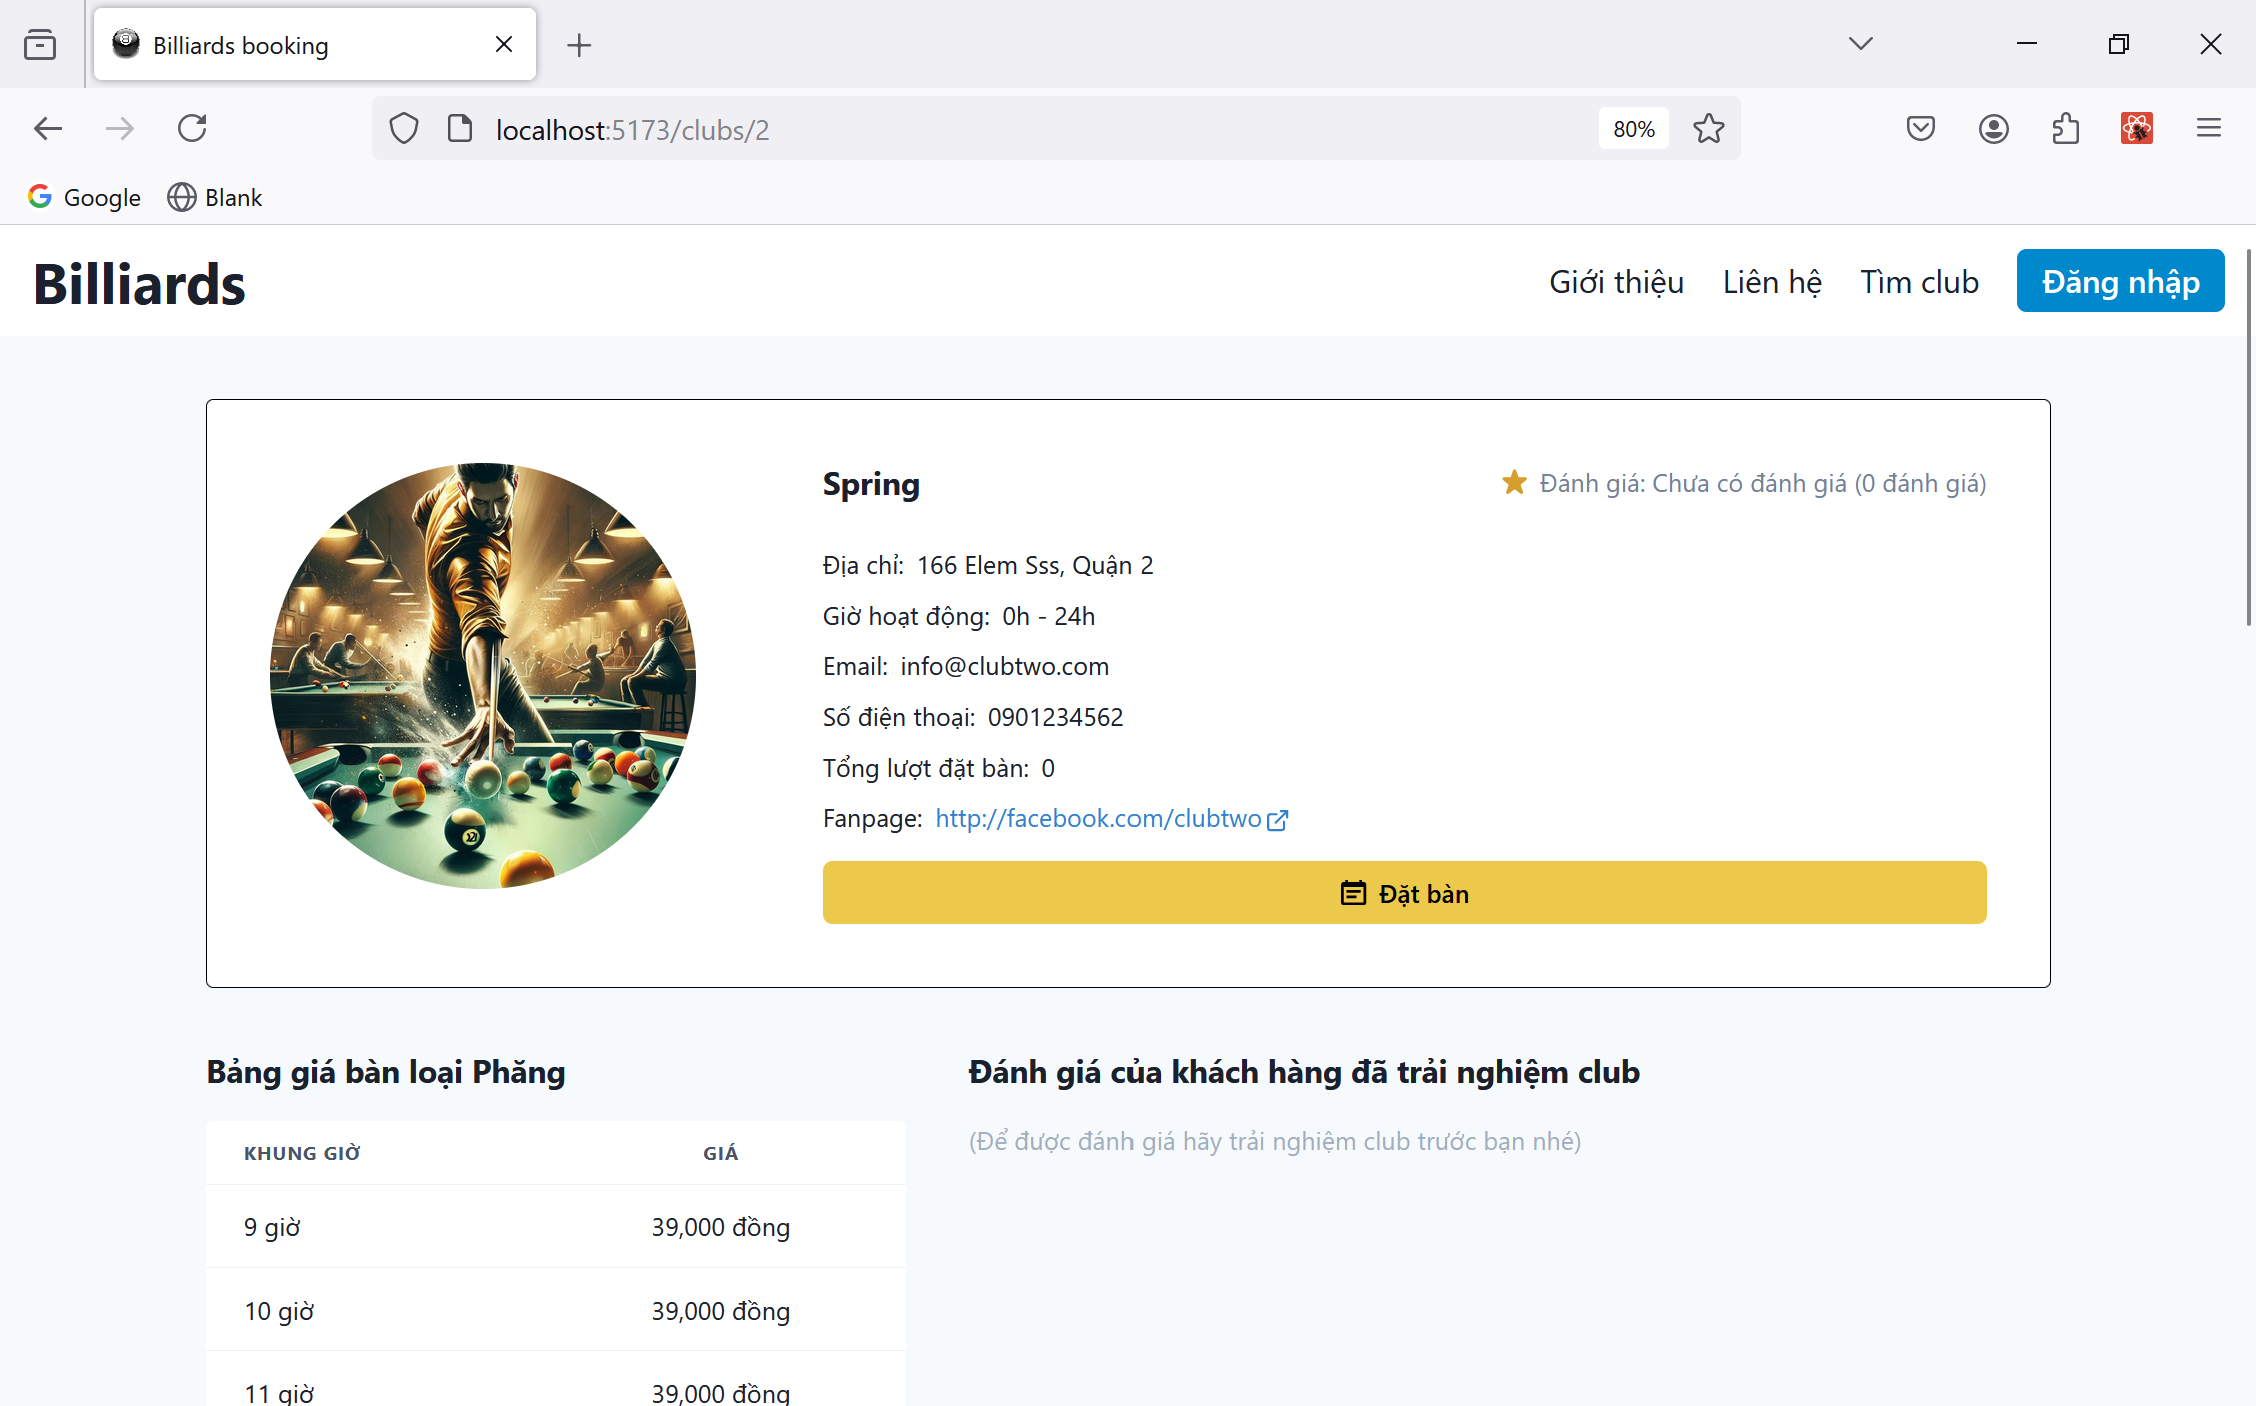 Billiards booking
localhost:5173/clubs/2
80%
Google
Blank
Billiards
Giới thiệu
Liên hệ
Tìm club
Đăng nhập
Spring
Đánh giá: Chưa có đánh giá (0 đánh giá)
Địa chỉ: 166 Elem Sss, Quận 2
Giờ hoạt động: 0h - 24h
Email: info@clubtwo.com
Số điện thoại: 0901234562
Tổng lượt đặt bàn: 0
Fanpage: http://facebook.com/clubtwo
Đặt bàn
Bảng giá bàn loại Phăng
KHUNG GIỜ GIÁ
9 giờ 39,000 đồng
10 giờ 39,000 đồng
11 giờ 39,000 đồng
Đánh giá của khách hàng đã trải nghiệm club
(Để được đánh giá hãy trải nghiệm club trước bạn nhé)